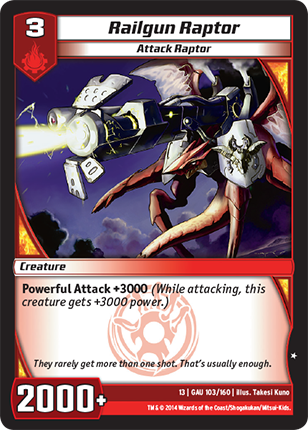 3
Railgun Raptor
Attack Raptor
Creature
Powerful Attack +3000 (While attacking, this
creature gets +3000 power.)
They rarely get more than one shot. That's usually enough.
2000+
13 | GAU 103/160 | Illus. Takesi Kuno
TM & © 2014 Wizards of the Coast/Shogakukan/Mitsui-Kids.